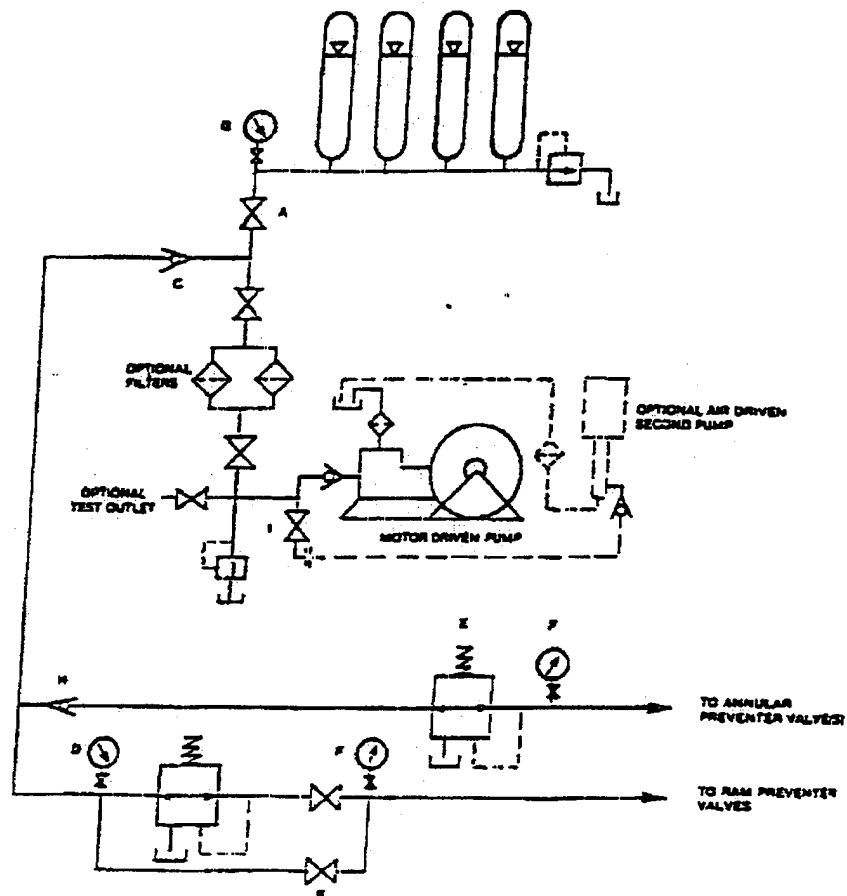 B
A
C
OPTIONAL
FILTERS
OPTIONAL AIR DRIVEN
SECOND PUMP
OPTIONAL
TEST OUTLET
I
MOTOR DRIVEN PUMP
E
F
H
TO ANNULAR
PREVENTER VALVE(S)
D
F
TO RAM PREVENTER
VALVES